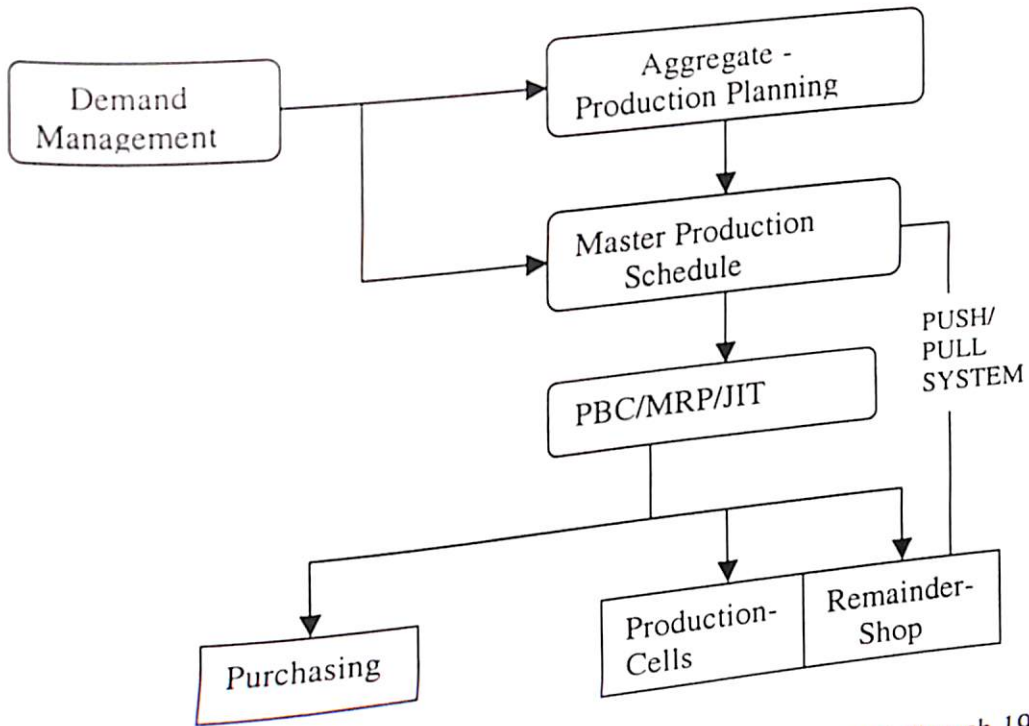 Demand
Management
Aggregate -
Production Planning
Master Production
Schedule
PUSH/
PULL
SYSTEM
PBC/MRP/JIT
Purchasing
Production-
Cells
Remainder-
Shop